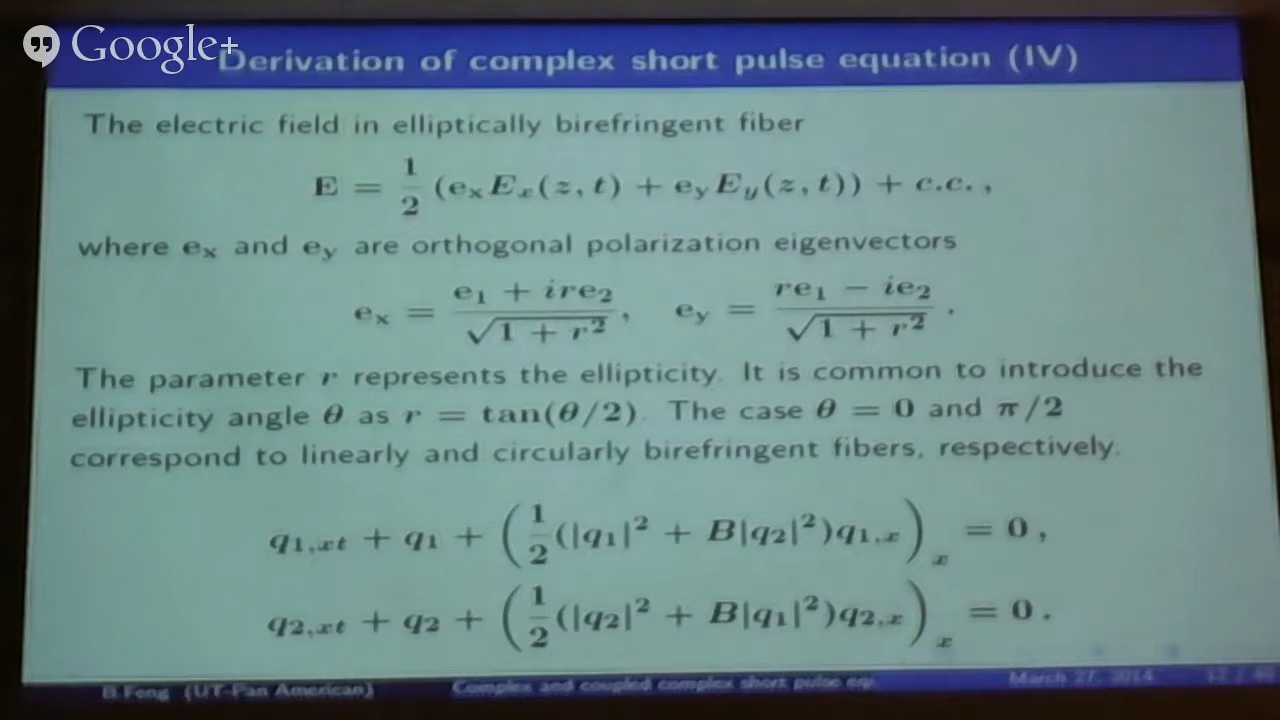 Google+
Derivation of complex short pulse equation (IV)
The electric field in elliptically birefringent fiber
E = 1/2 (e_x E_x(z, t) + e_y E_y(z, t)) + c.c. ,
where e_x and e_y are orthogonal polarization eigenvectors
e_x = (e_1 + ire_2)/√(1 + r²) , e_y = (re_1 − ie_2)/√(1 + r²) .
The parameter r represents the ellipticity. It is common to introduce the
ellipticity angle θ as r = tan(θ/2). The case θ = 0 and π/2
correspond to linearly and circularly birefringent fibers, respectively.
q_{1,xt} + q_1 + (1/2 (|q_1|² + B|q_2|²)q_{1,x})_x = 0 ,
q_{2,xt} + q_2 + (1/2 (|q_2|² + B|q_1|²)q_{2,x})_x = 0 .
B.Feng (UT-Pan American) Complex and coupled complex short pulse equ March 27, 2014